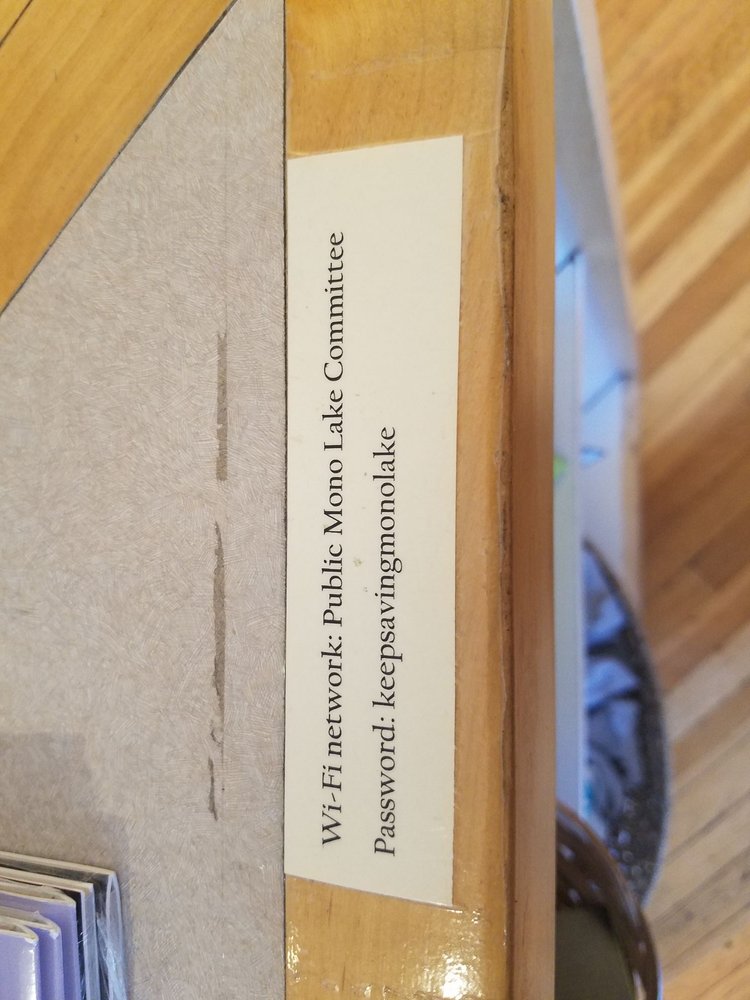 Wi-Fi network: Public Mono Lake Committee
Password: keepsavingmonolake